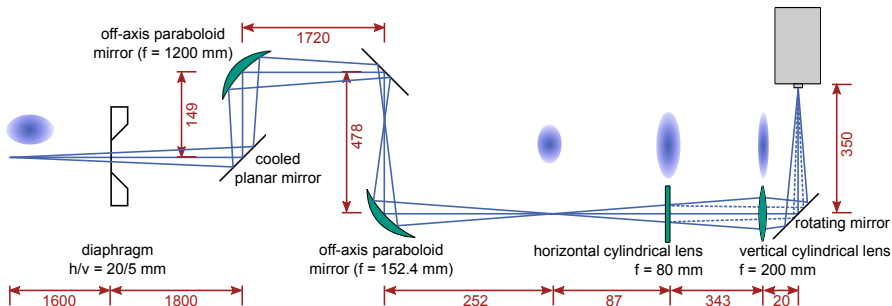 off-axis paraboloid
mirror (f = 1200 mm)
1720
149
478
350
cooled
planar mirror
rotating mirror
diaphragm
h/v = 20/5 mm
off-axis paraboloid
mirror (f = 152.4 mm)
horizontal cylindrical lens
f = 80 mm
vertical cylindrical lens
f = 200 mm
1600
1800
252
87
343
20